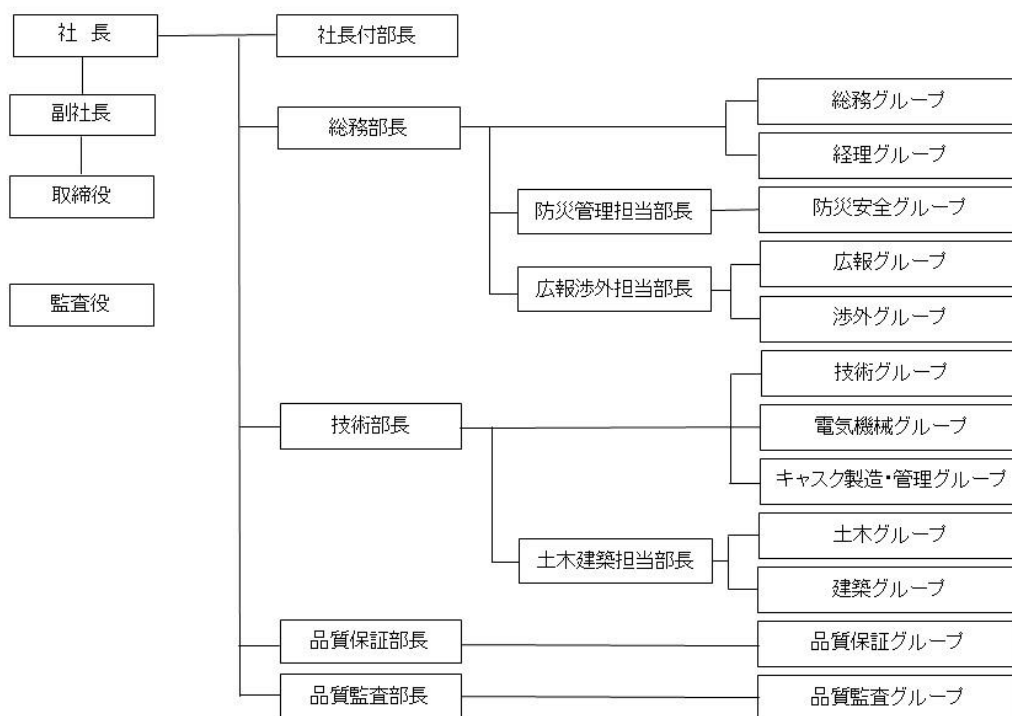 社 長
社長付部長
副社長
取締役
監査役
総務部長
総務グループ
経理グループ
防災管理担当部長
防災安全グループ
広報渉外担当部長
広報グループ
渉外グループ
技術部長
技術グループ
電気機械グループ
キャスク製造・管理グループ
土木建築担当部長
土木グループ
建築グループ
品質保証部長
品質保証グループ
品質監査部長
品質監査グループ